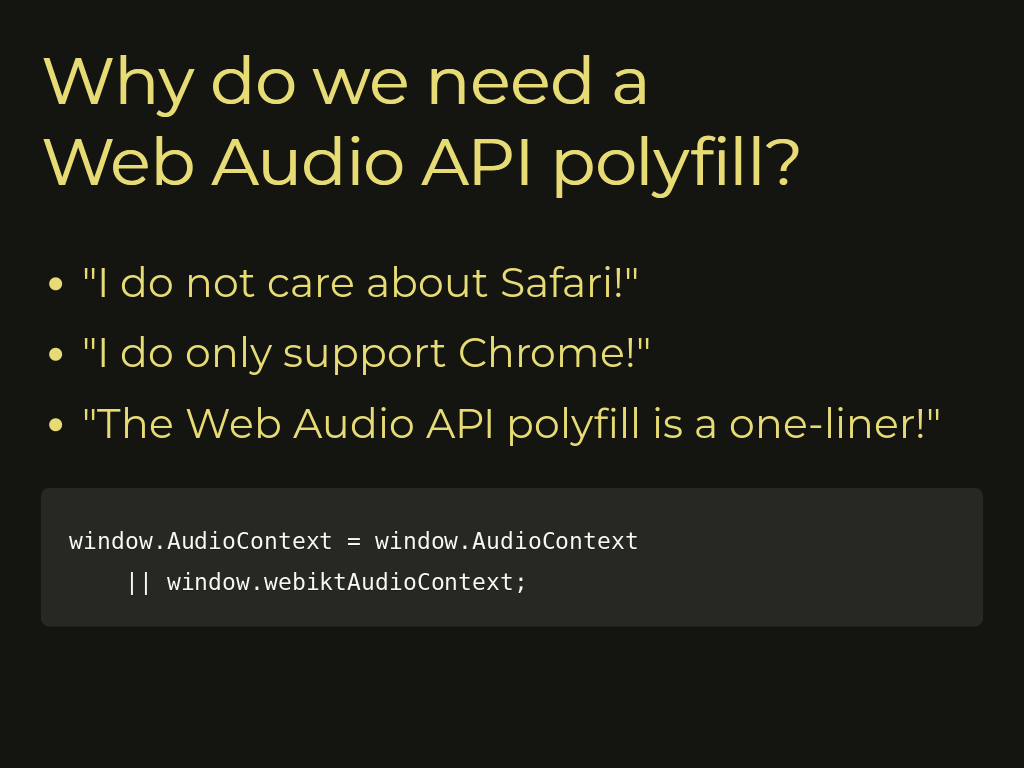 Why do we need a
Web Audio API polyfill?
• "I do not care about Safari!"
• "I do only support Chrome!"
• "The Web Audio API polyfill is a one-liner!"
window.AudioContext = window.AudioContext
    || window.webiktAudioContext;